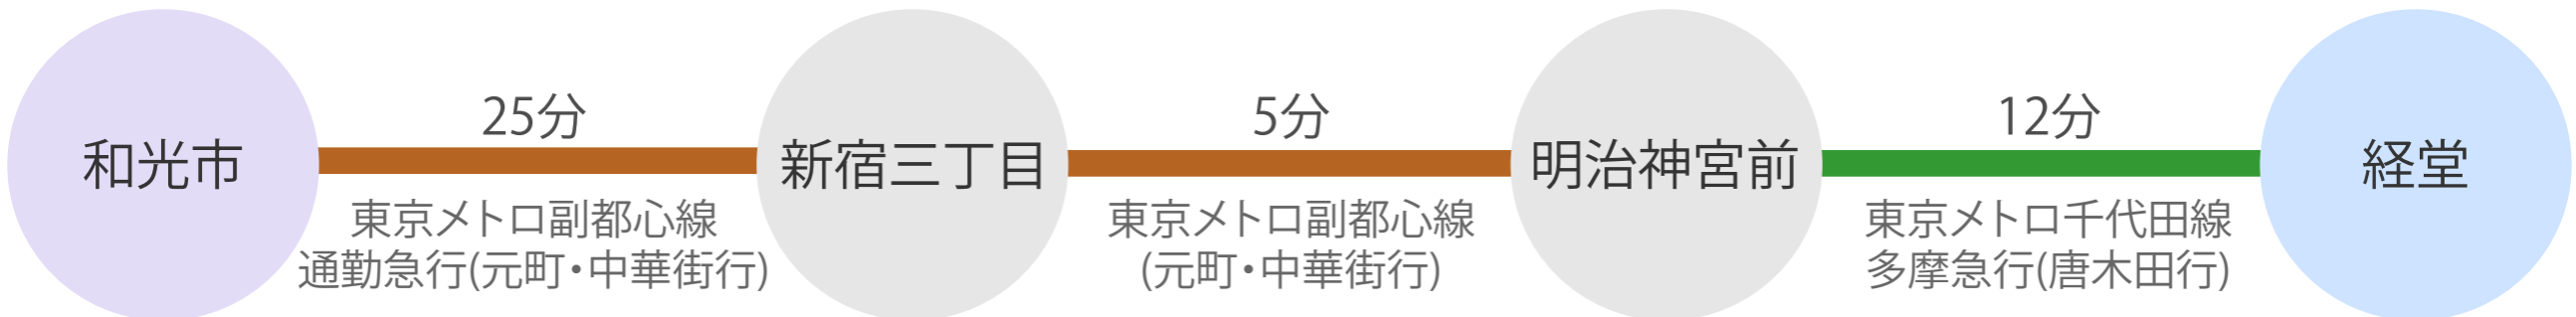 和光市
25分
東京メトロ副都心線
通勤急行(元町・中華街行)
新宿三丁目
5分
東京メトロ副都心線
(元町・中華街行)
明治神宮前
12分
東京メトロ千代田線
多摩急行(唐木田行)
経堂